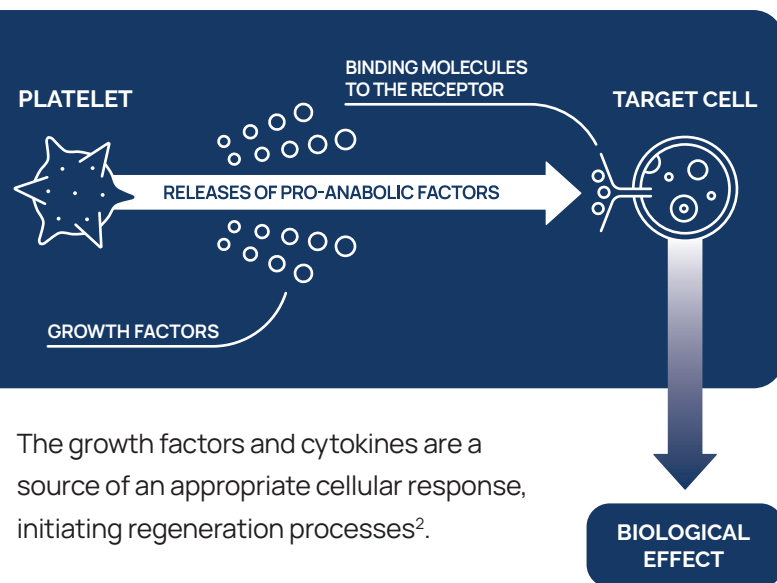 BINDING MOLECULES
TO THE RECEPTOR
PLATELET
TARGET CELL
RELEASES OF PRO-ANABOLIC FACTORS
GROWTH FACTORS
The growth factors and cytokines are a
source of an appropriate cellular response,
initiating regeneration processes².
BIOLOGICAL
EFFECT